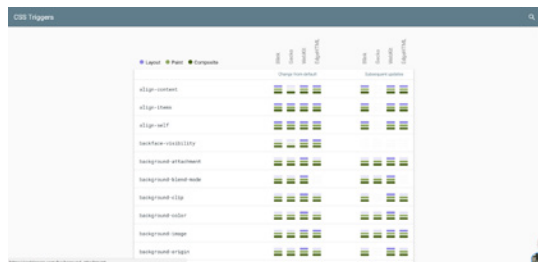 CSS Triggers
Layout Paint Composite
Blink Gecko WebKit EdgeHTML Blink Gecko WebKit EdgeHTML
Change from default Subsequent updates
align-content
align-items
align-self
backface-visibility
background-attachment
background-blend-mode
background-clip
background-color
background-image
background-origin